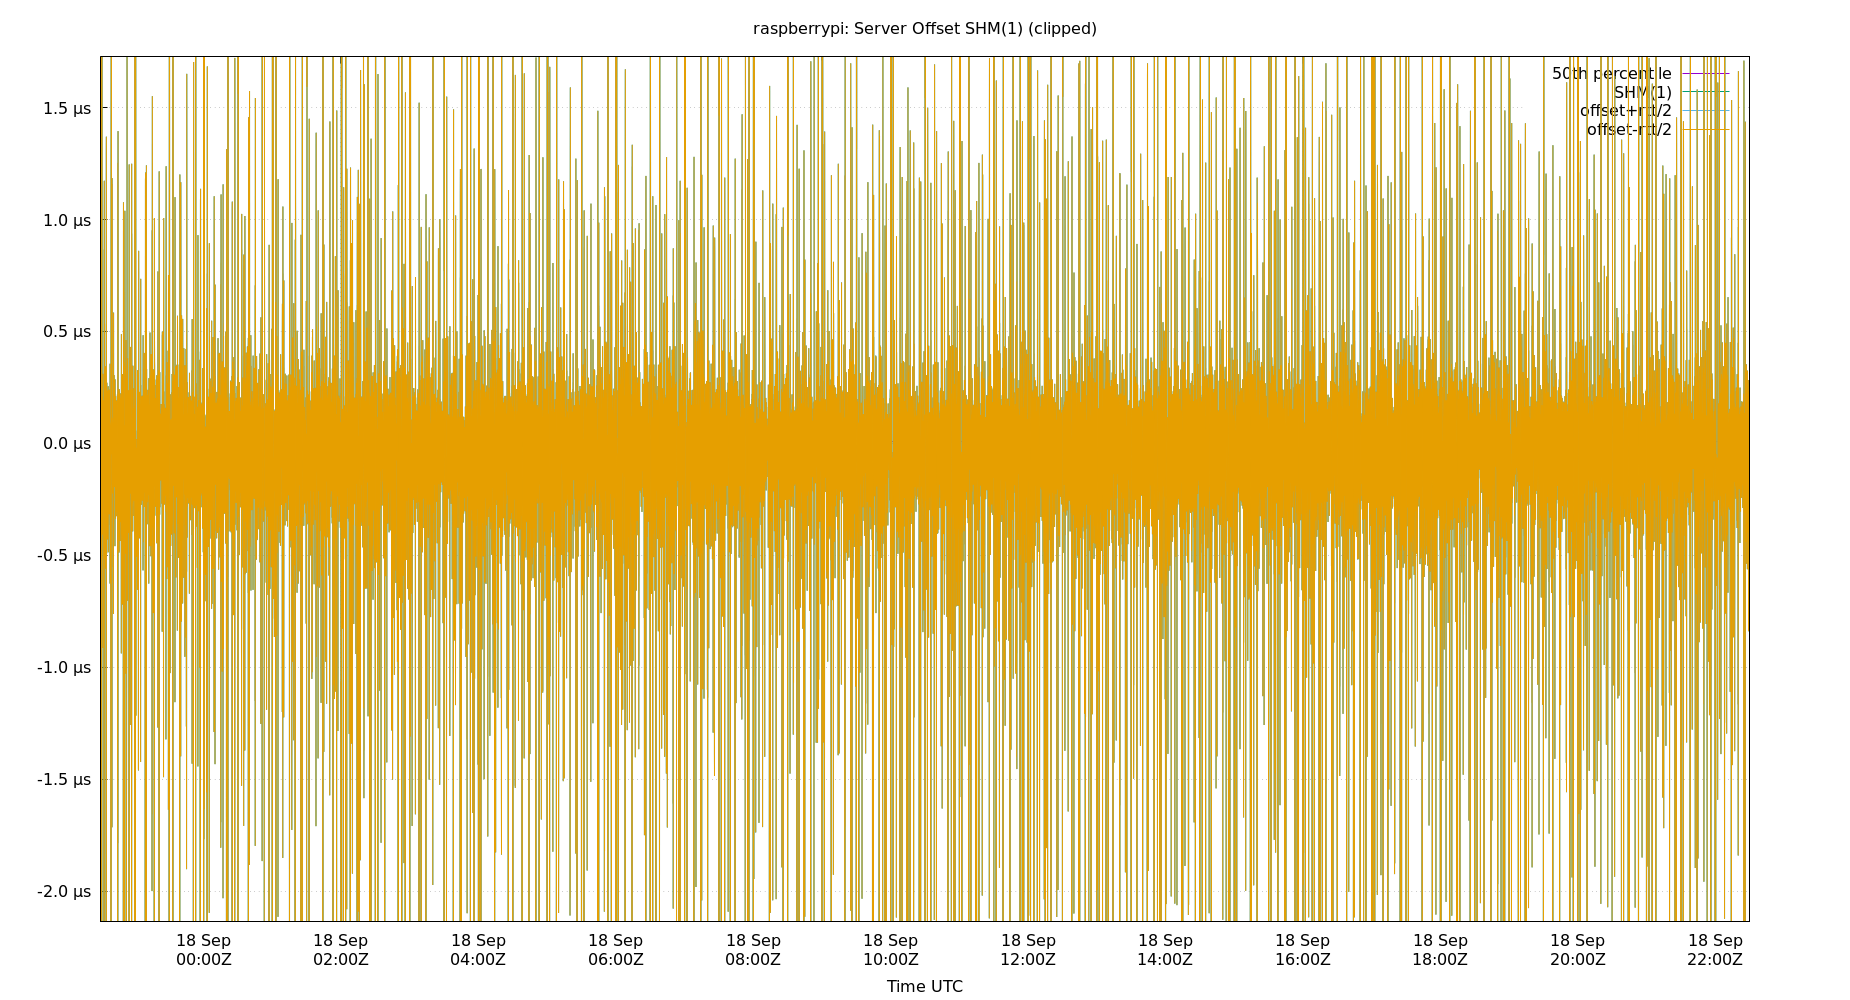 raspberrypi: Server Offset SHM(1) (clipped)
50th percentile
SHM(1)
offset+rtt/2
offset-rtt/2
1.5 µs
1.0 µs
0.5 µs
0.0 µs
-0.5 µs
-1.0 µs
-1.5 µs
-2.0 µs
18 Sep 18 Sep 18 Sep 18 Sep 18 Sep 18 Sep 18 Sep 18 Sep 18 Sep 18 Sep 18 Sep 18 Sep
00:00Z 02:00Z 04:00Z 06:00Z 08:00Z 10:00Z 12:00Z 14:00Z 16:00Z 18:00Z 20:00Z 22:00Z
Time UTC